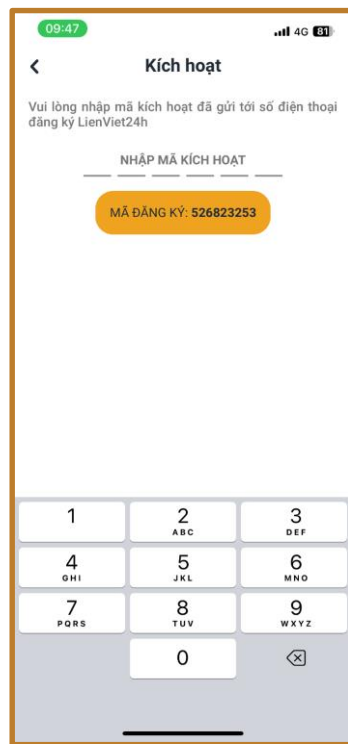 09:47
4G 81
Kích hoạt
Vui lòng nhập mã kích hoạt đã gửi tới số điện thoại
đăng ký LienViet24h
NHẬP MÃ KÍCH HOẠT
MÃ ĐĂNG KÝ: 526823253
1 2 3
ABC DEF
4 5 6
GHI JKL MNO
7 8 9
PQRS TUV WXYZ
0